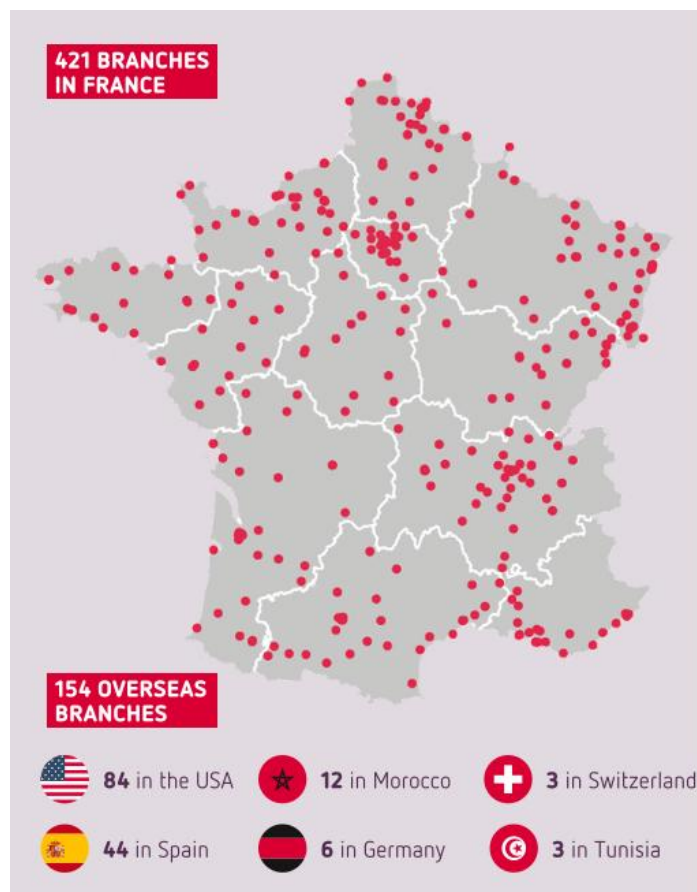 421 BRANCHES
IN FRANCE
154 OVERSEAS
BRANCHES
84 in the USA
12 in Morocco
3 in Switzerland
44 in Spain
6 in Germany
3 in Tunisia